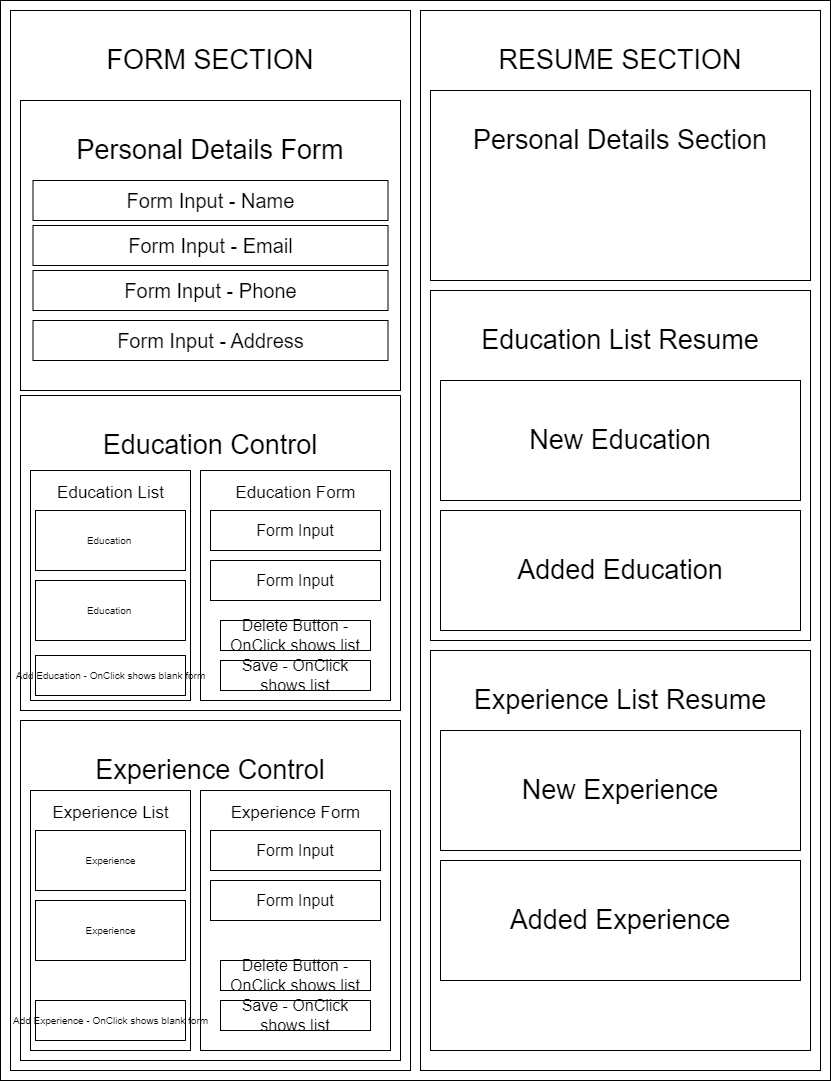 FORM SECTION
Personal Details Form
Form Input - Name
Form Input - Email
Form Input - Phone
Form Input - Address
Education Control
Education List
Education
Education
Add Education - OnClick shows blank form
Education Form
Form Input
Form Input
Delete Button -
OnClick shows list
Save - OnClick
shows list
Experience Control
Experience List
Experience
Experience
Add Experience - OnClick shows blank form
Experience Form
Form Input
Form Input
Delete Button -
OnClick shows list
Save - OnClick
shows list
RESUME SECTION
Personal Details Section
Education List Resume
New Education
Added Education
Experience List Resume
New Experience
Added Experience